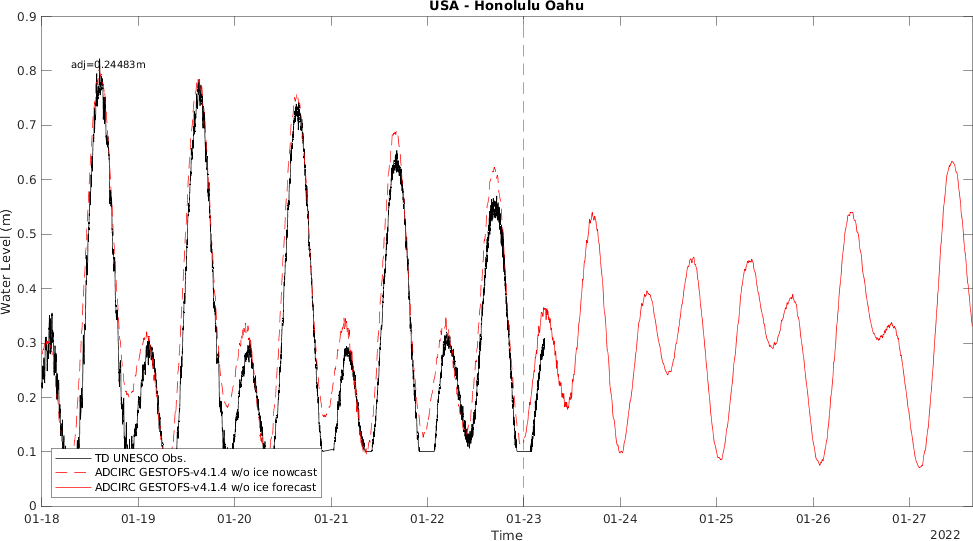 USA - Honolulu Oahu
adj=0.24483m
0.9
0.8
0.7
0.6
0.5
0.4
0.3
0.2
0.1
0
Water Level (m)
TD UNESCO Obs.
ADCIRC GESTOFS-v4.1.4 w/o ice nowcast
ADCIRC GESTOFS-v4.1.4 w/o ice forecast
01-18 01-19 01-20 01-21 01-22 01-23 01-24 01-25 01-26 01-27
Time
2022